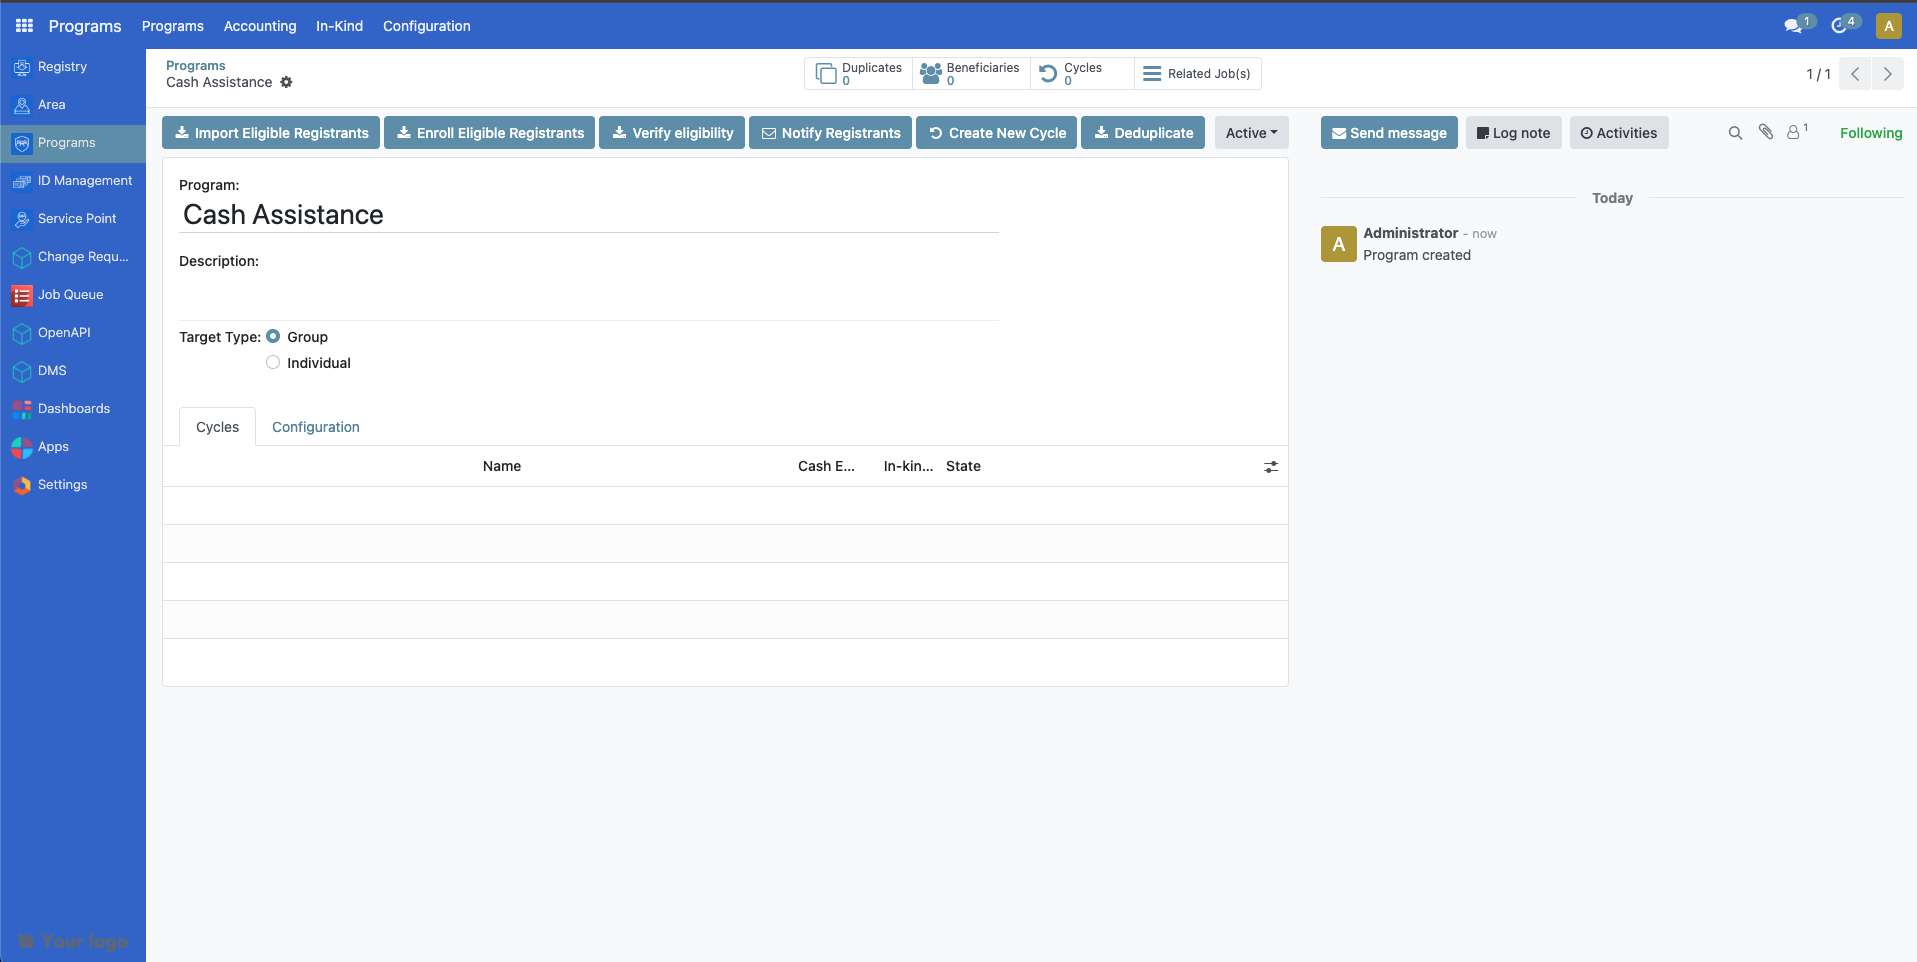 Programs Programs Accounting In-Kind Configuration 1 4 A
Registry
Area
Programs
ID Management
Service Point
Change Requ...
Job Queue
OpenAPI
DMS
Dashboards
Apps
Settings
Your logo
Programs
Cash Assistance
Duplicates 0
Beneficiaries 0
Cycles 0
Related Job(s)
1 / 1
Import Eligible Registrants Enroll Eligible Registrants Verify eligibility Notify Registrants Create New Cycle Deduplicate Active
Program:
Cash Assistance
Description:
Target Type: Group
Individual
Cycles Configuration
Name Cash E... In-kin... State
Send message Log note Activities 1 Following
Today
A
Administrator - now
Program created